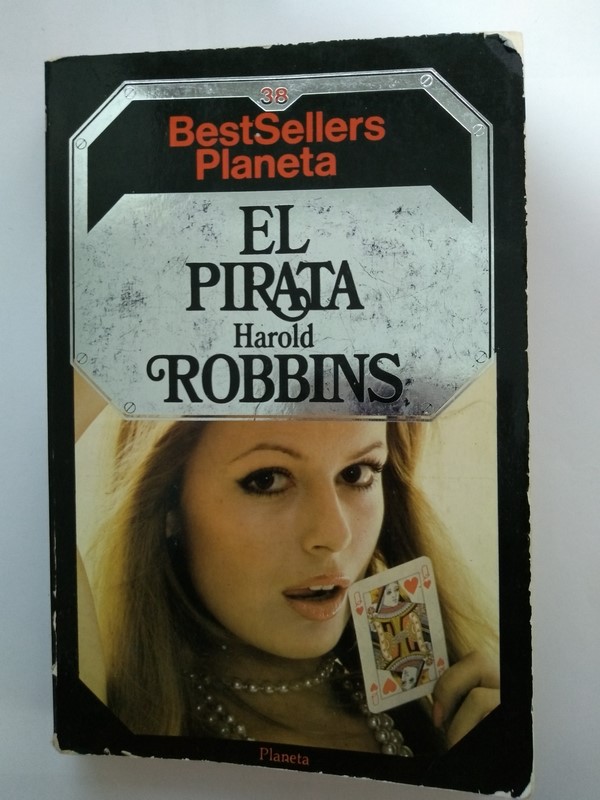 38
BestSellers
Planeta
EL
PIRATA
Harold
ROBBINS
Q
Q
Planeta